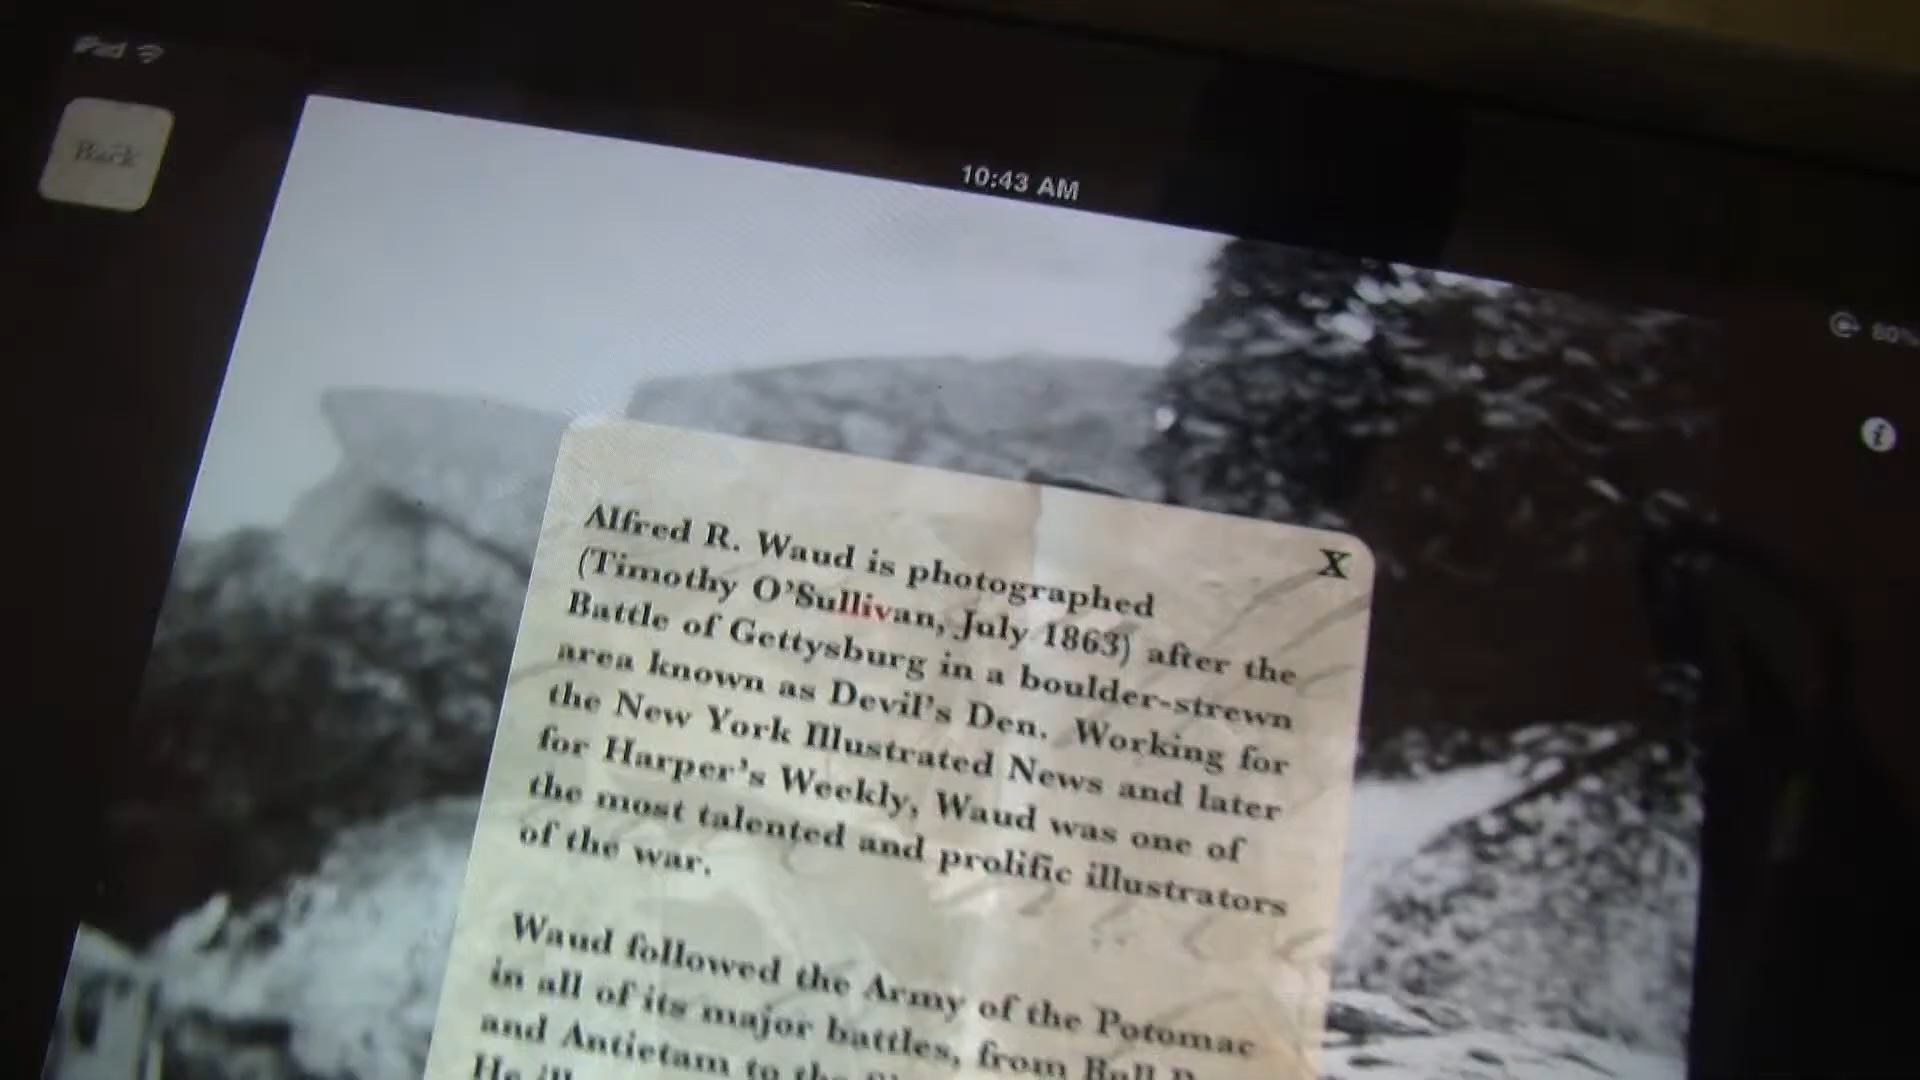 iPad
Back
10:43 AM
80%
X
Alfred R. Waud is photographed
(Timothy O'Sullivan, July 1863) after the
Battle of Gettysburg in a boulder-strewn
area known as Devil's Den. Working for
the New York Illustrated News and later
for Harper's Weekly, Waud was one of
the most talented and prolific illustrators
of the war.
Waud followed the Army of the Potomac
in all of its major battles, from Bull
and Antietam to the
He